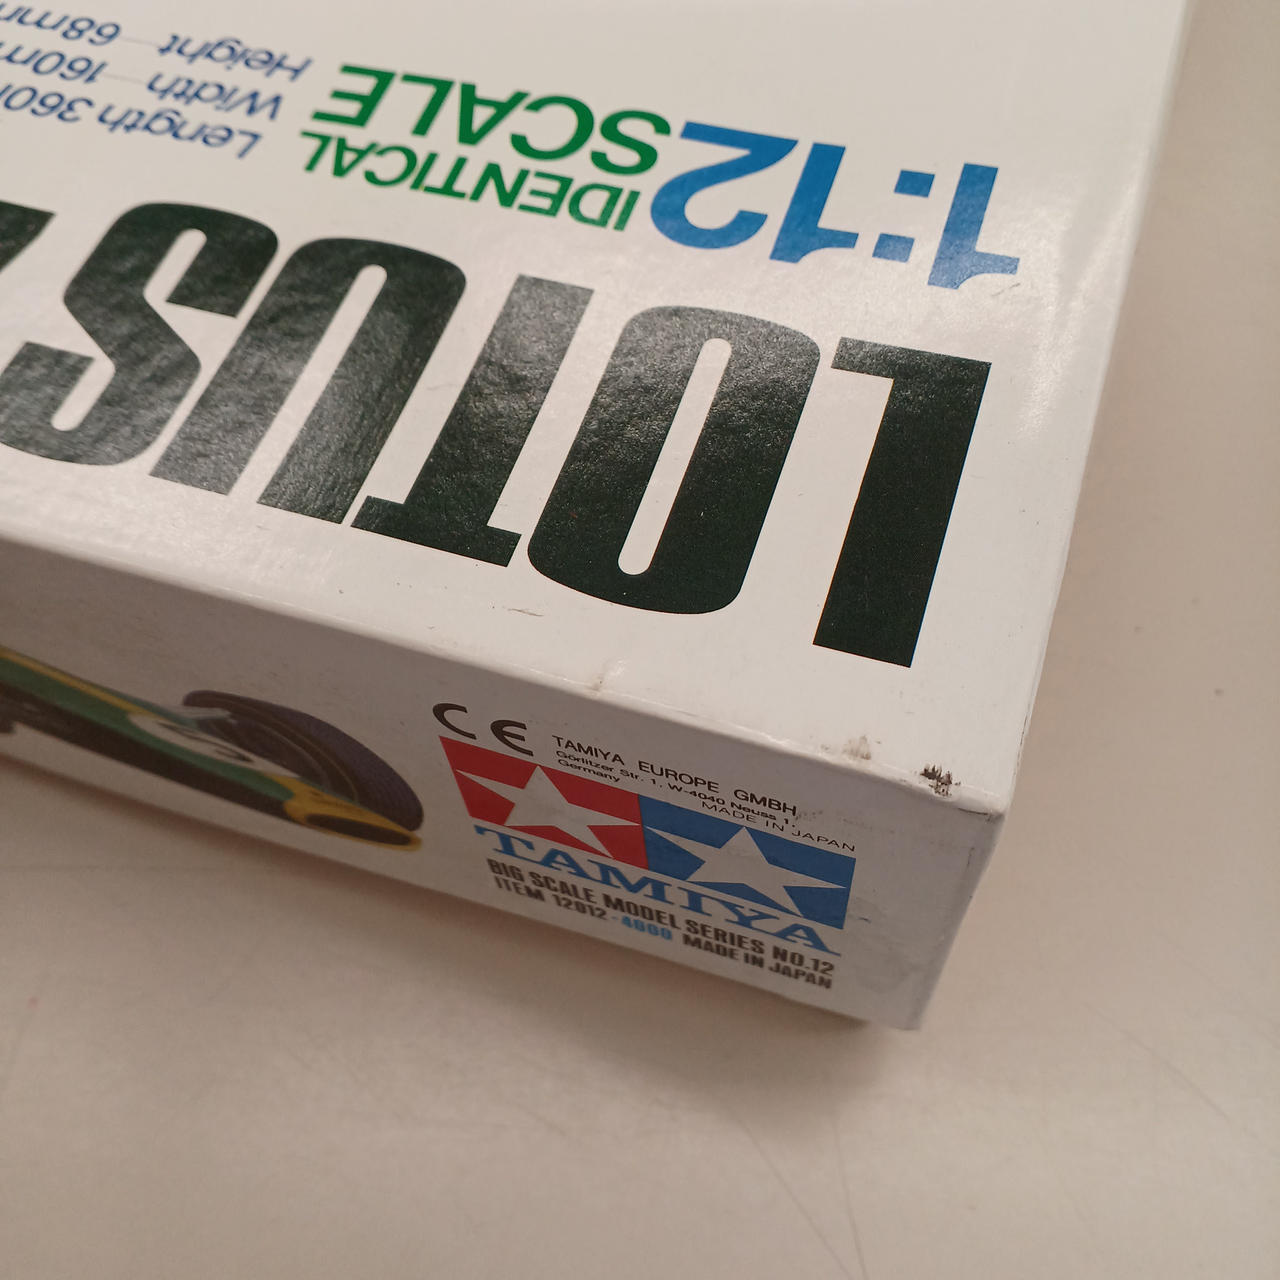 LOTUS
1:12
IDENTICAL
SCALE
Length 360
Width 160m
Height 68mm
CE
TAMIYA EUROPE GMBH
Görlitzer Str. 1, W-4040 Neuss 1,
Germany
MADE IN JAPAN
TAMIYA
BIG SCALE MODEL SERIES NO.12
ITEM 12012-4000 MADE IN JAPAN